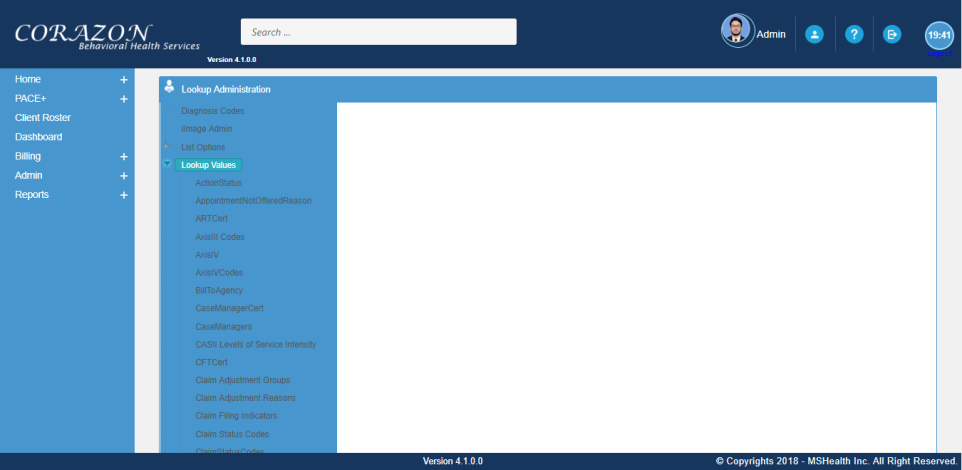 CORAZON
Behavioral Health Services
Version 4.1.0.0
Search ...
Admin
?
19:41
Home +
PACE+ +
Client Roster
Dashboard
Billing +
Admin +
Reports +
Lookup Administration
Diagnosis Codes
iImage Admin
List Options
Lookup Values
ActionStatus
AppointmentNotOfferedReason
ARTCert
AxisIII Codes
AxisIV
AxisIVCodes
BillToAgency
CaseManagerCert
CaseManagers
CASII Levels of Service Intensity
CFTCert
Claim Adjustment Groups
Claim Adjustment Reasons
Claim Filing Indicators
Claim Status Codes
ClaimStatusCodes
Version 4.1.0.0
© Copyrights 2018 - MSHealth Inc. All Right Reserved.